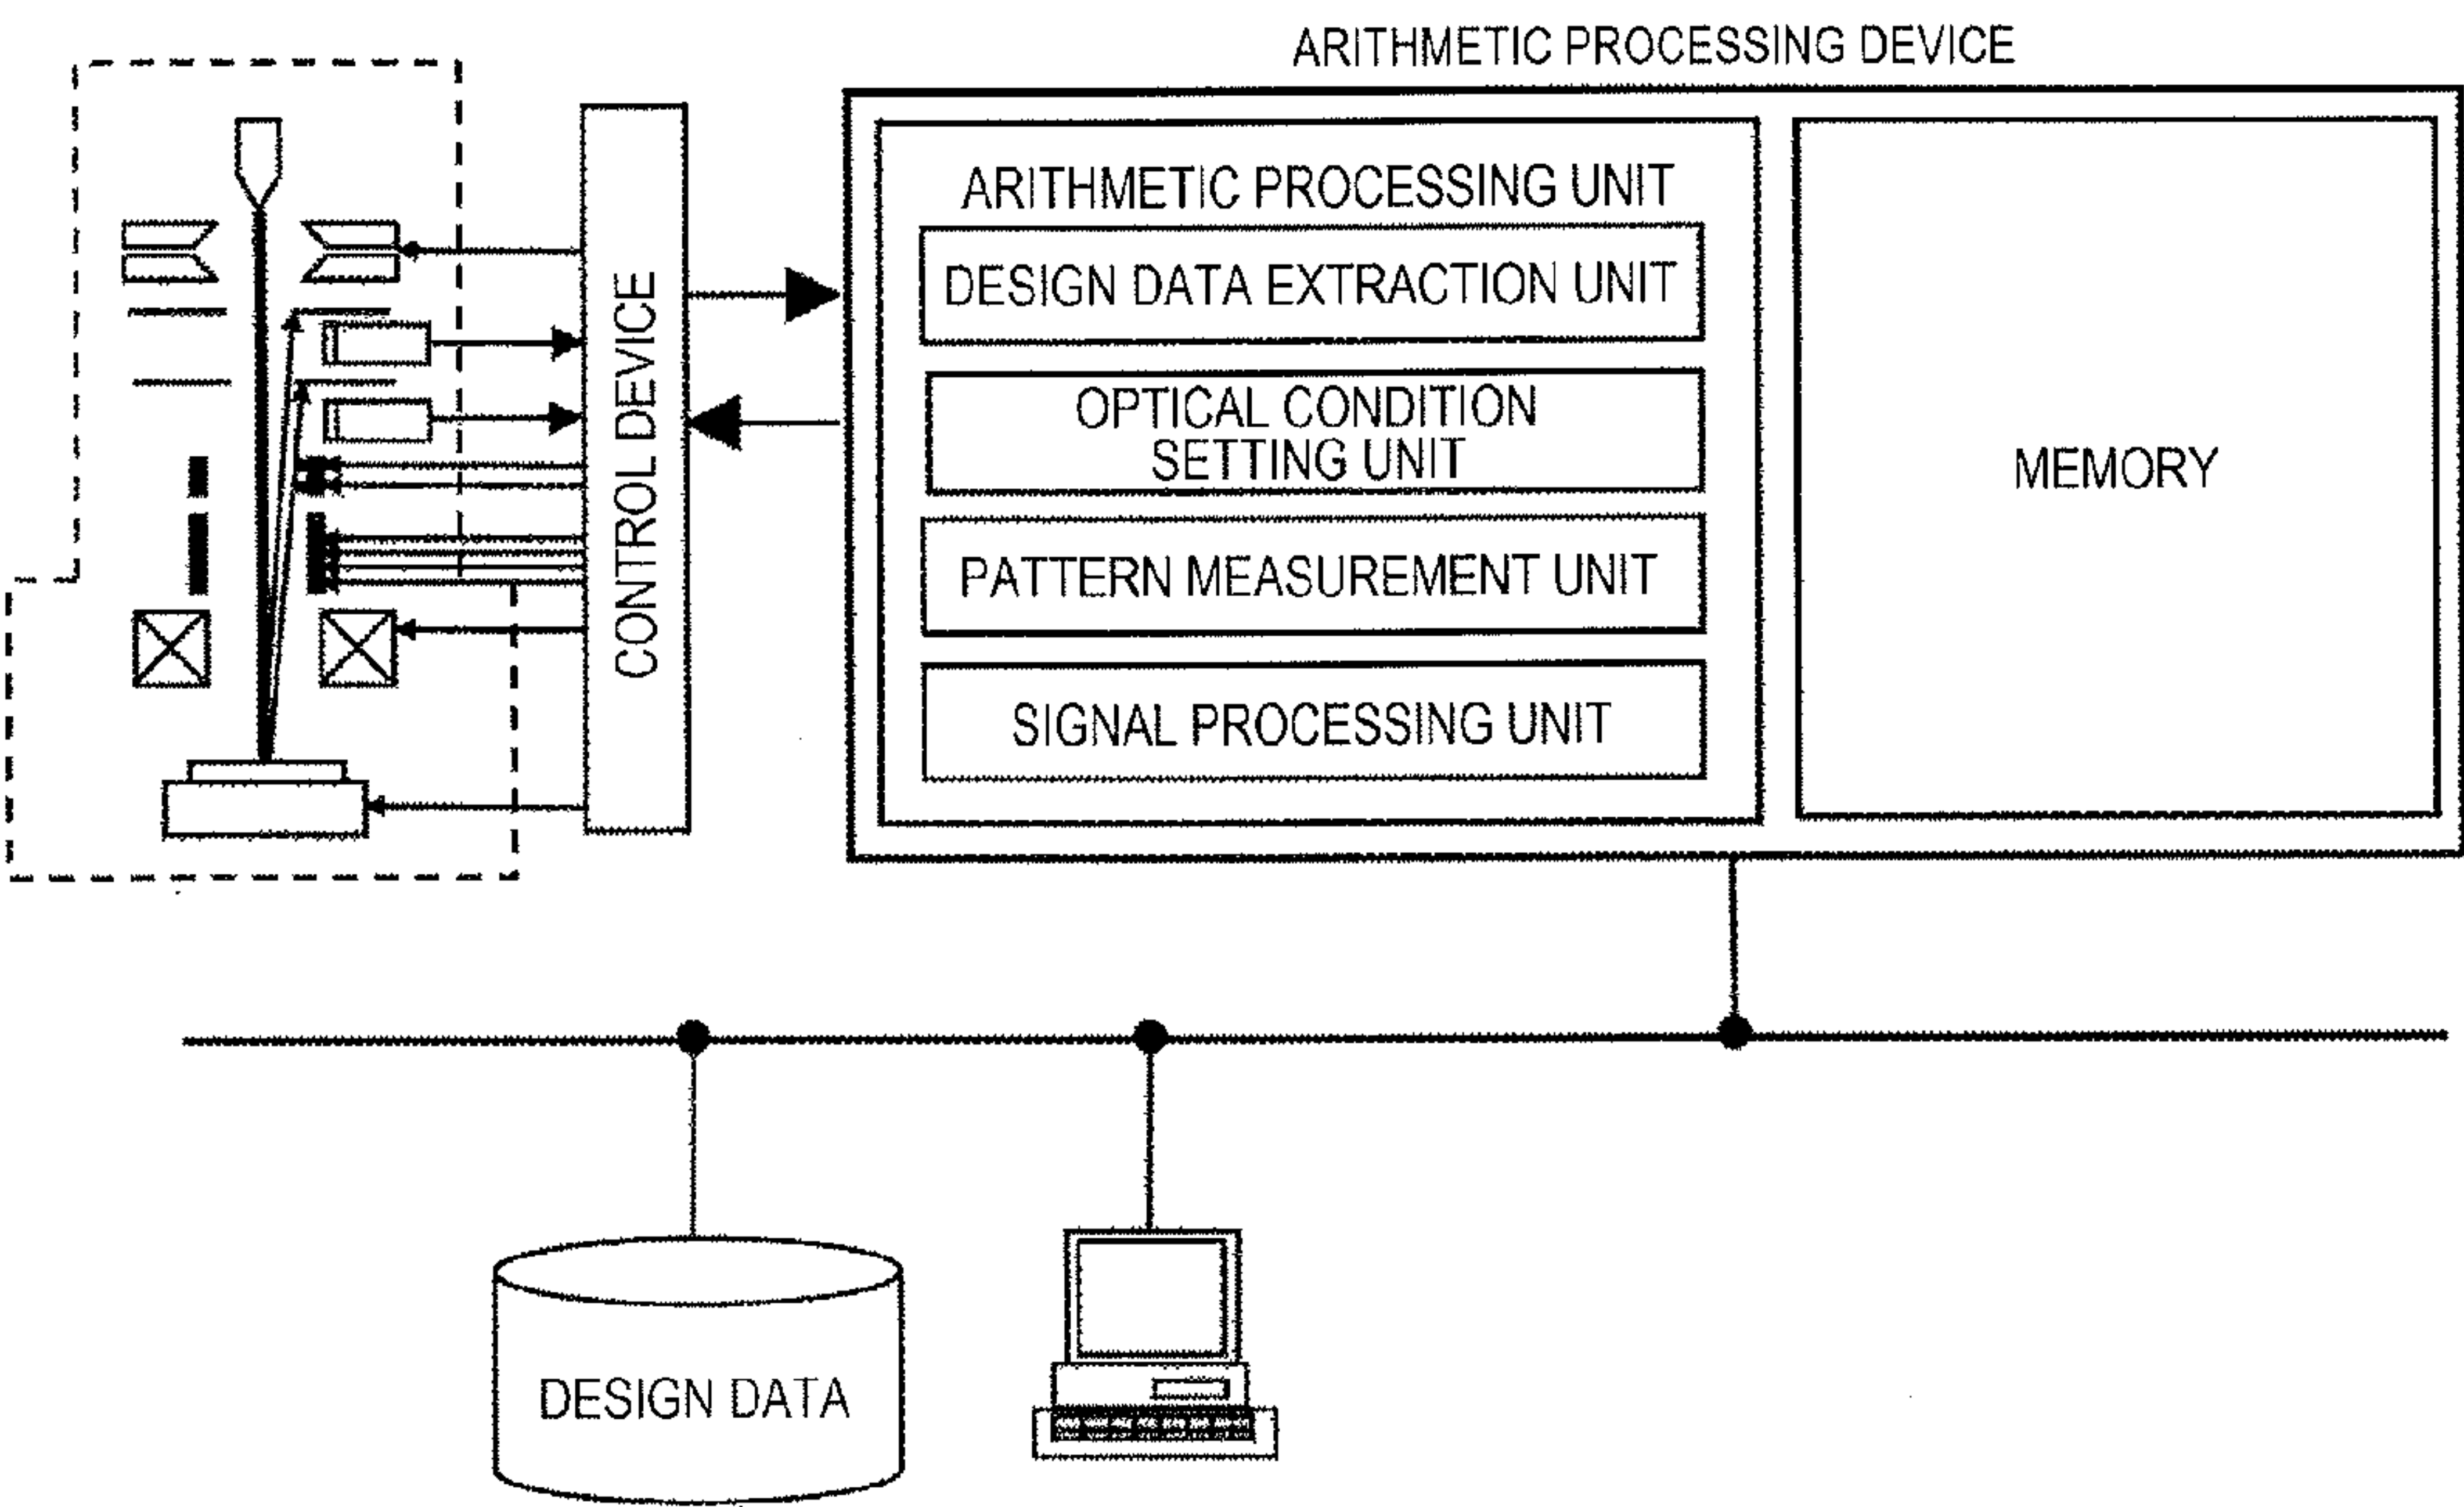 ARITHMETIC PROCESSING DEVICE
CONTROL DEVICE
ARITHMETIC PROCESSING UNIT
DESIGN DATA EXTRACTION UNIT
OPTICAL CONDITION
SETTING UNIT
PATTERN MEASUREMENT UNIT
SIGNAL PROCESSING UNIT
MEMORY
DESIGN DATA